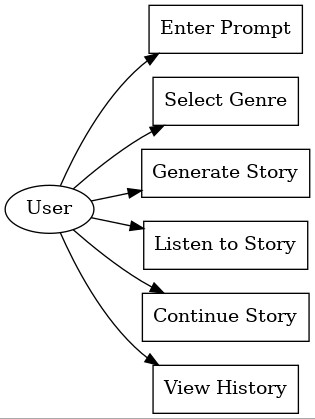 Enter Prompt
Select Genre
Generate Story
User
Listen to Story
Continue Story
View History